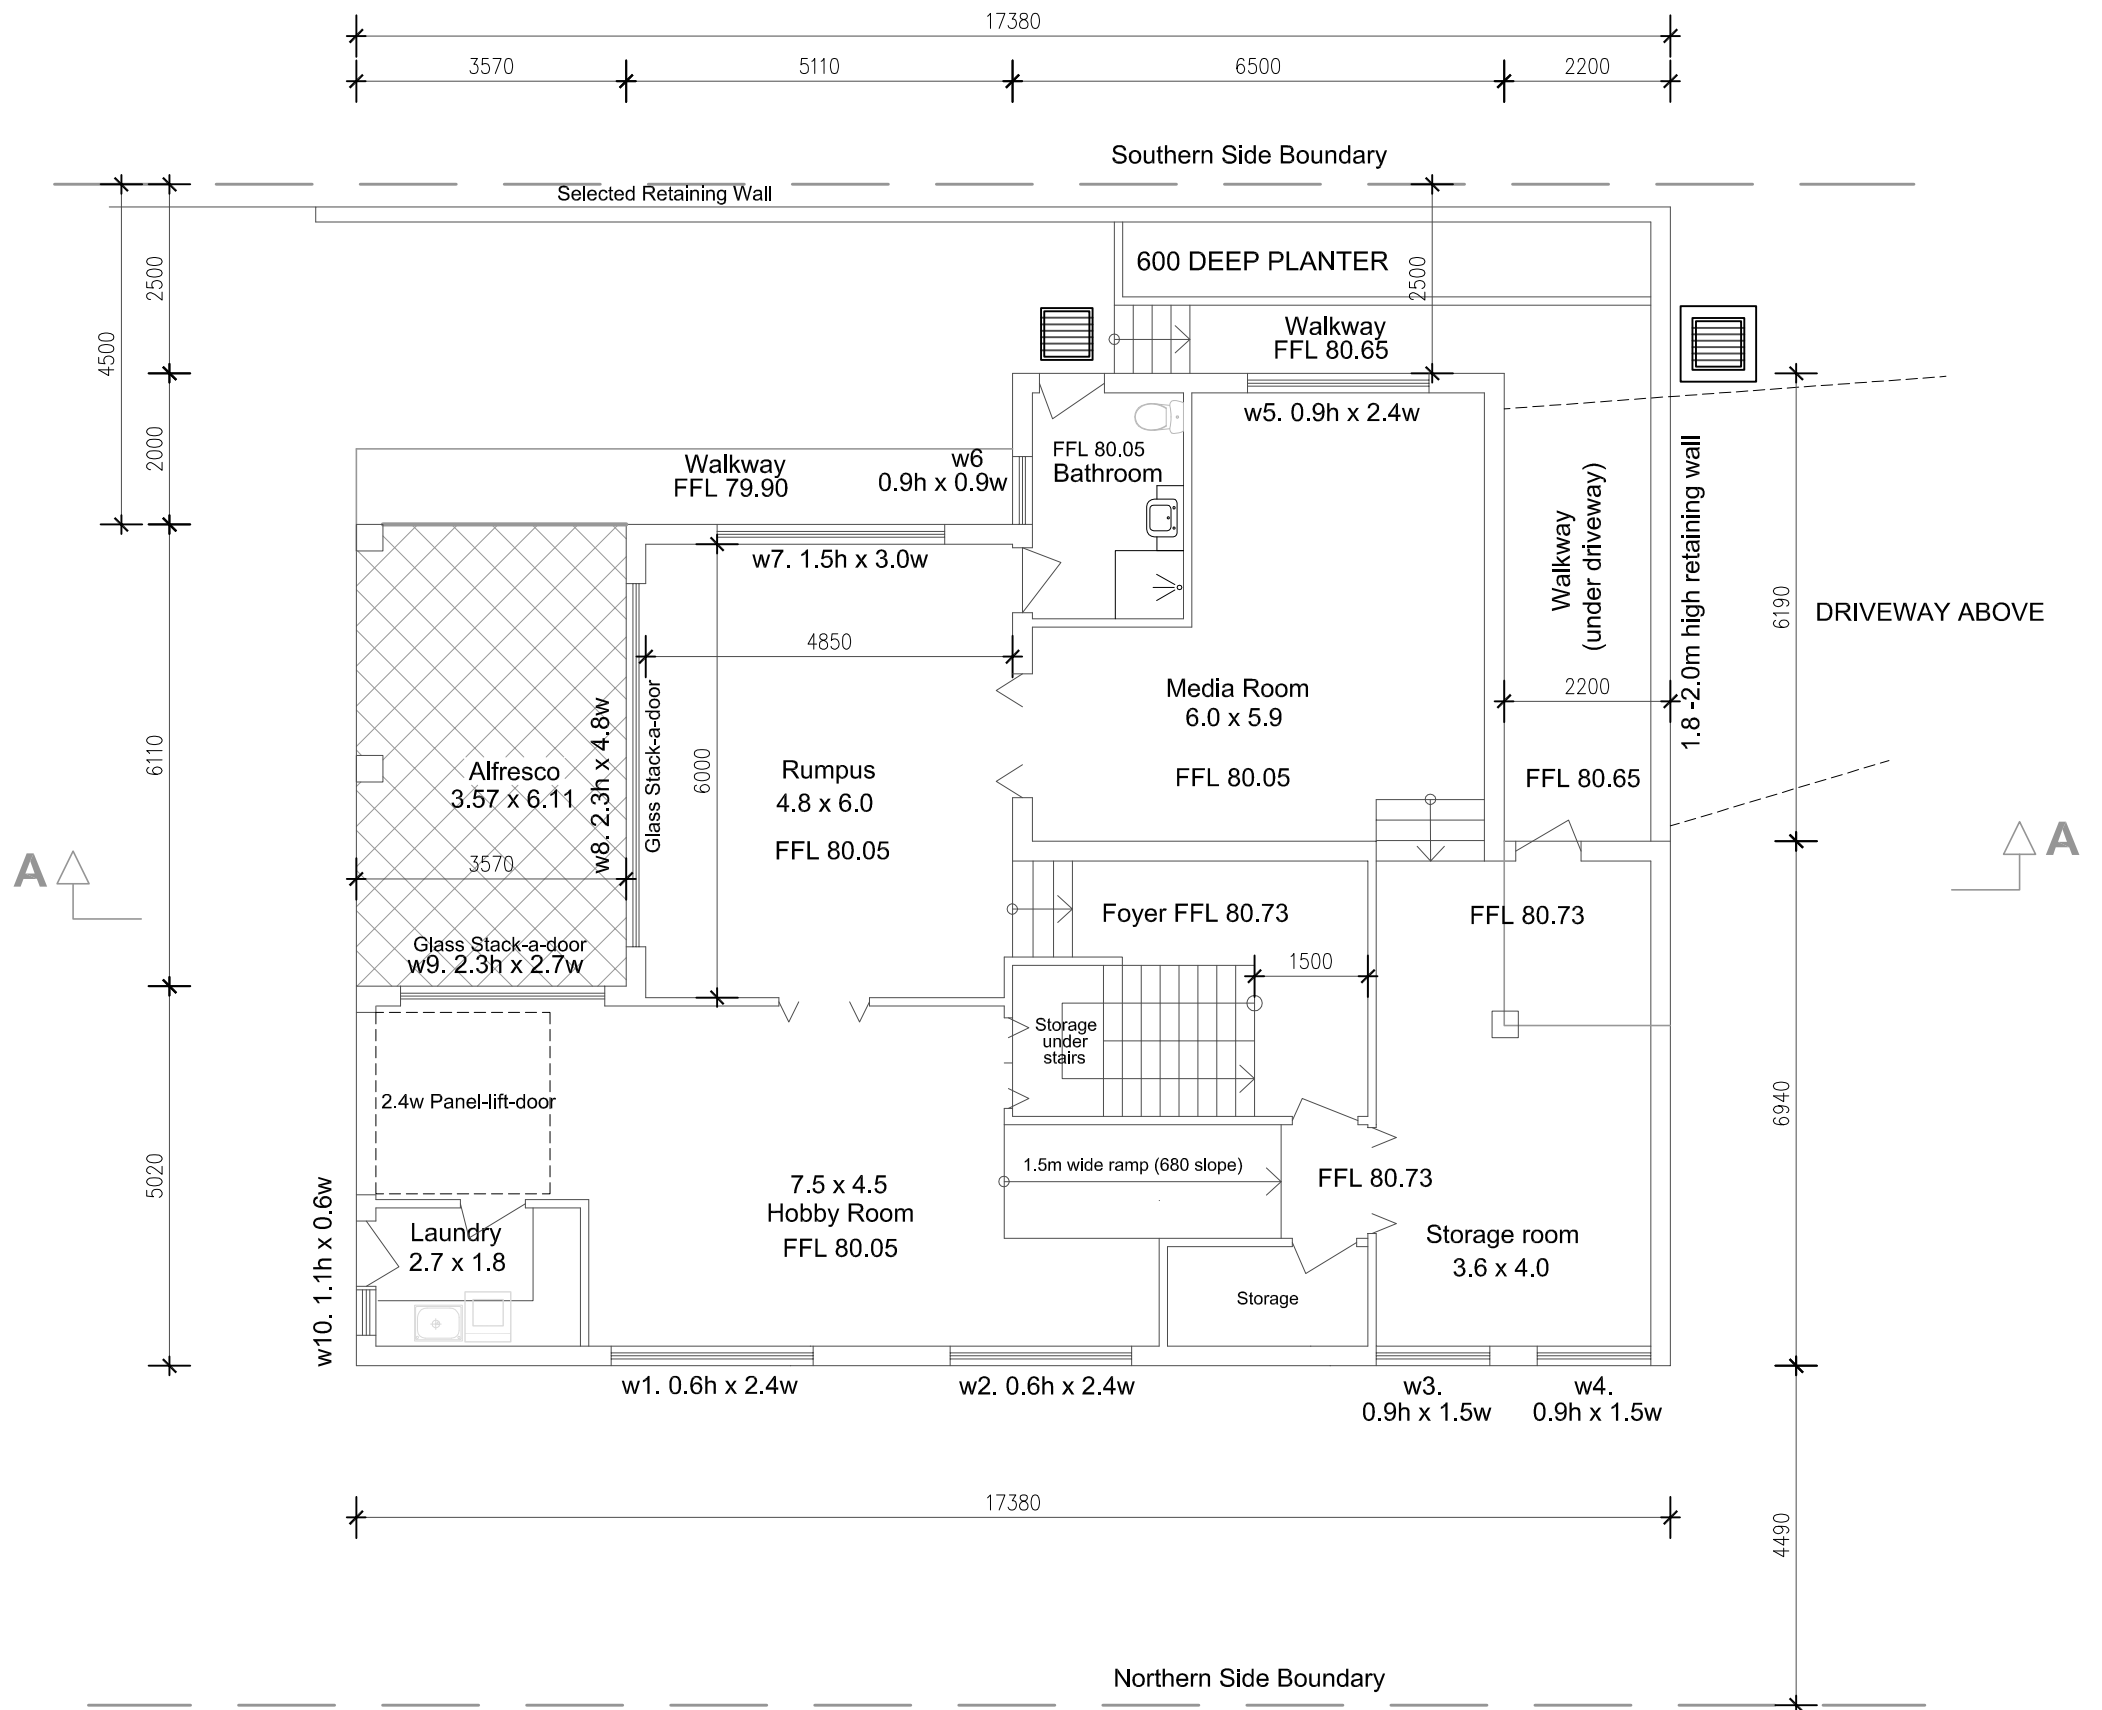 17380
3570
5110
6500
2200
Southern Side Boundary
Selected Retaining Wall
2500
4500
2000
600 DEEP PLANTER
2500
Walkway
FFL 80.65
w5. 0.9h x 2.4w
FFL 80.05
Bathroom
Walkway
FFL 79.90
w6
0.9h x 0.9w
w7. 1.5h x 3.0w
Walkway
(under driveway)
1.8 -2.0m high retaining wall
6190
DRIVEWAY ABOVE
4850
2200
Media Room
6.0 x 5.9
FFL 80.05
FFL 80.65
6110
Alfresco
3.57 x 6.11
w8. 2.3h x 4.8w
Glass Stack-a-door
6000
Rumpus
4.8 x 6.0
FFL 80.05
A
A
3570
Glass Stack-a-door
w9. 2.3h x 2.7w
Foyer FFL 80.73
FFL 80.73
1500
Storage
under
stairs
2.4w Panel-lift-door
6940
5020
1.5m wide ramp (680 slope)
FFL 80.73
7.5 x 4.5
Hobby Room
FFL 80.05
w10. 1.1h x 0.6w
Laundry
2.7 x 1.8
Storage room
3.6 x 4.0
Storage
w1. 0.6h x 2.4w
w2. 0.6h x 2.4w
w3.
0.9h x 1.5w
w4.
0.9h x 1.5w
17380
4490
Northern Side Boundary